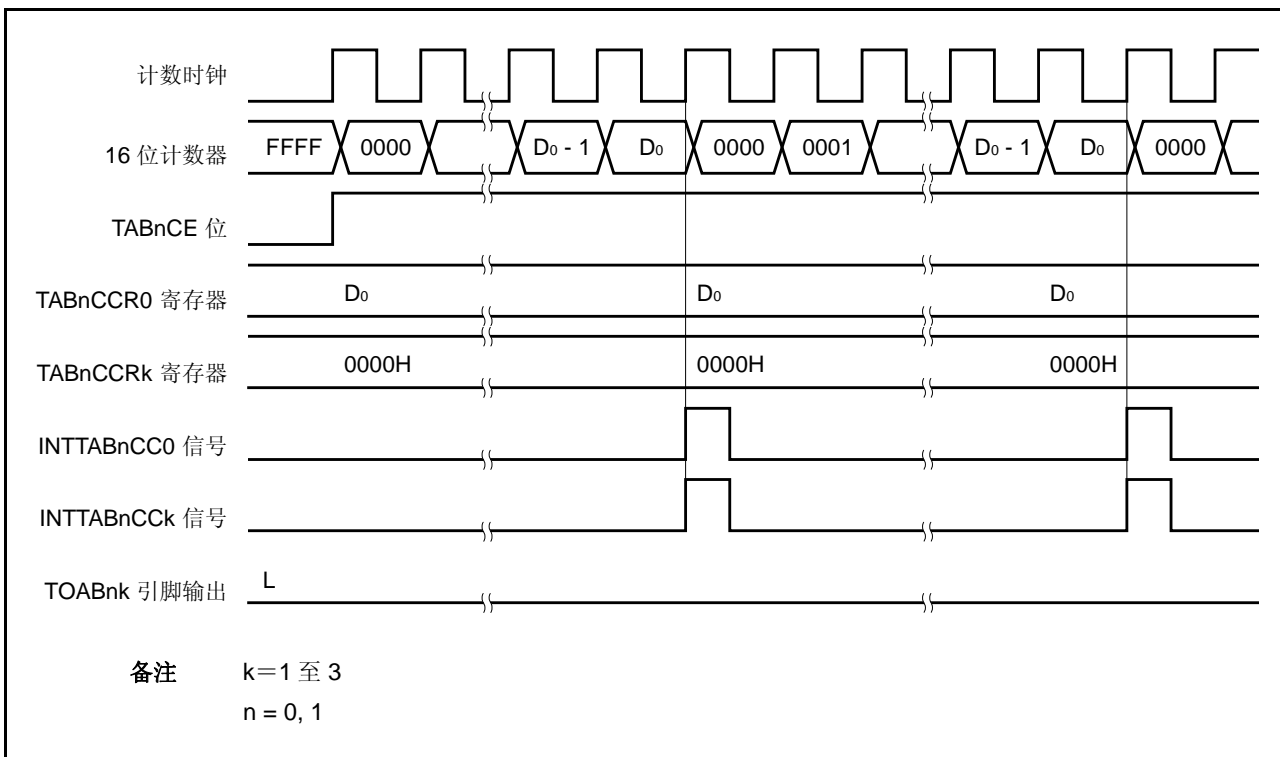 计数时钟
16 位计数器 FFFF 0000 D0 - 1 D0 0000 0001 D0 - 1 D0 0000
TABnCE 位
TABnCCR0 寄存器 D0 D0 D0
TABnCCRk 寄存器 0000H 0000H 0000H
INTTABnCC0 信号
INTTABnCCk 信号
TOABnk 引脚输出 L
备注 k＝1 至 3
n = 0, 1